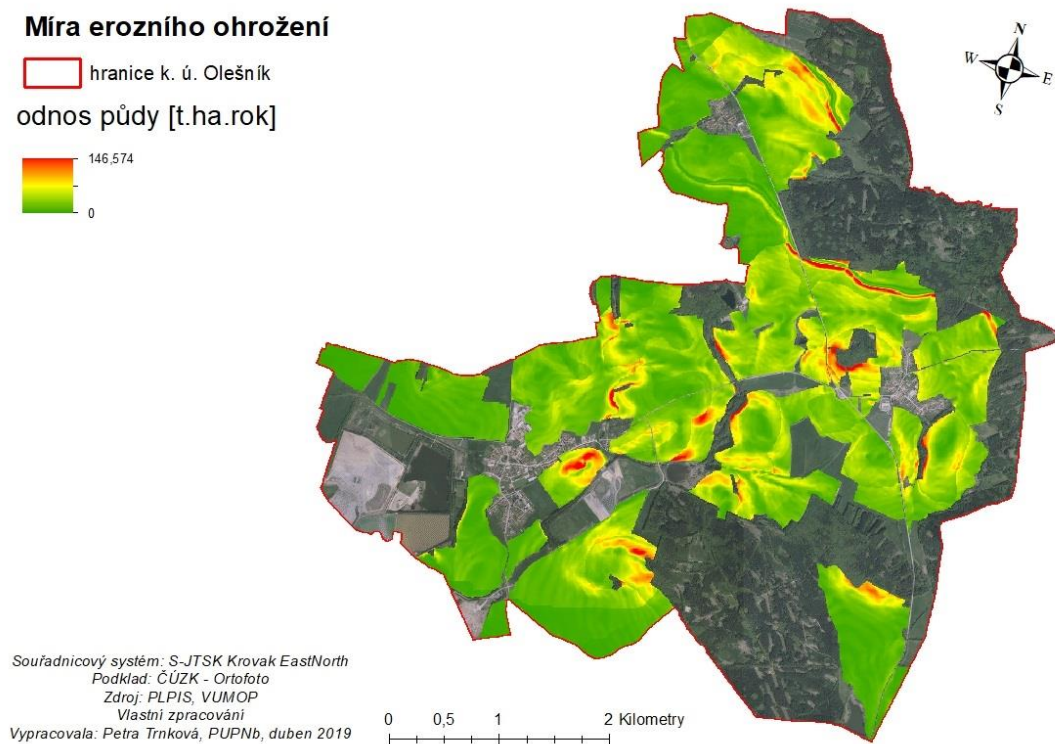 Míra erozního ohrožení
hranice k. ú. Olešník
odnos půdy [t.ha.rok]
146,574
0
N
W
E
S
Souřadnicový systém: S-JTSK Krovak EastNorth
Podklad: ČÚZK - Ortofoto
Zdroj: PLPIS, VUMOP
Vlastní zpracování
Vypracovala: Petra Trnková, PUPNb, duben 2019
0 0,5 1 2 Kilometry